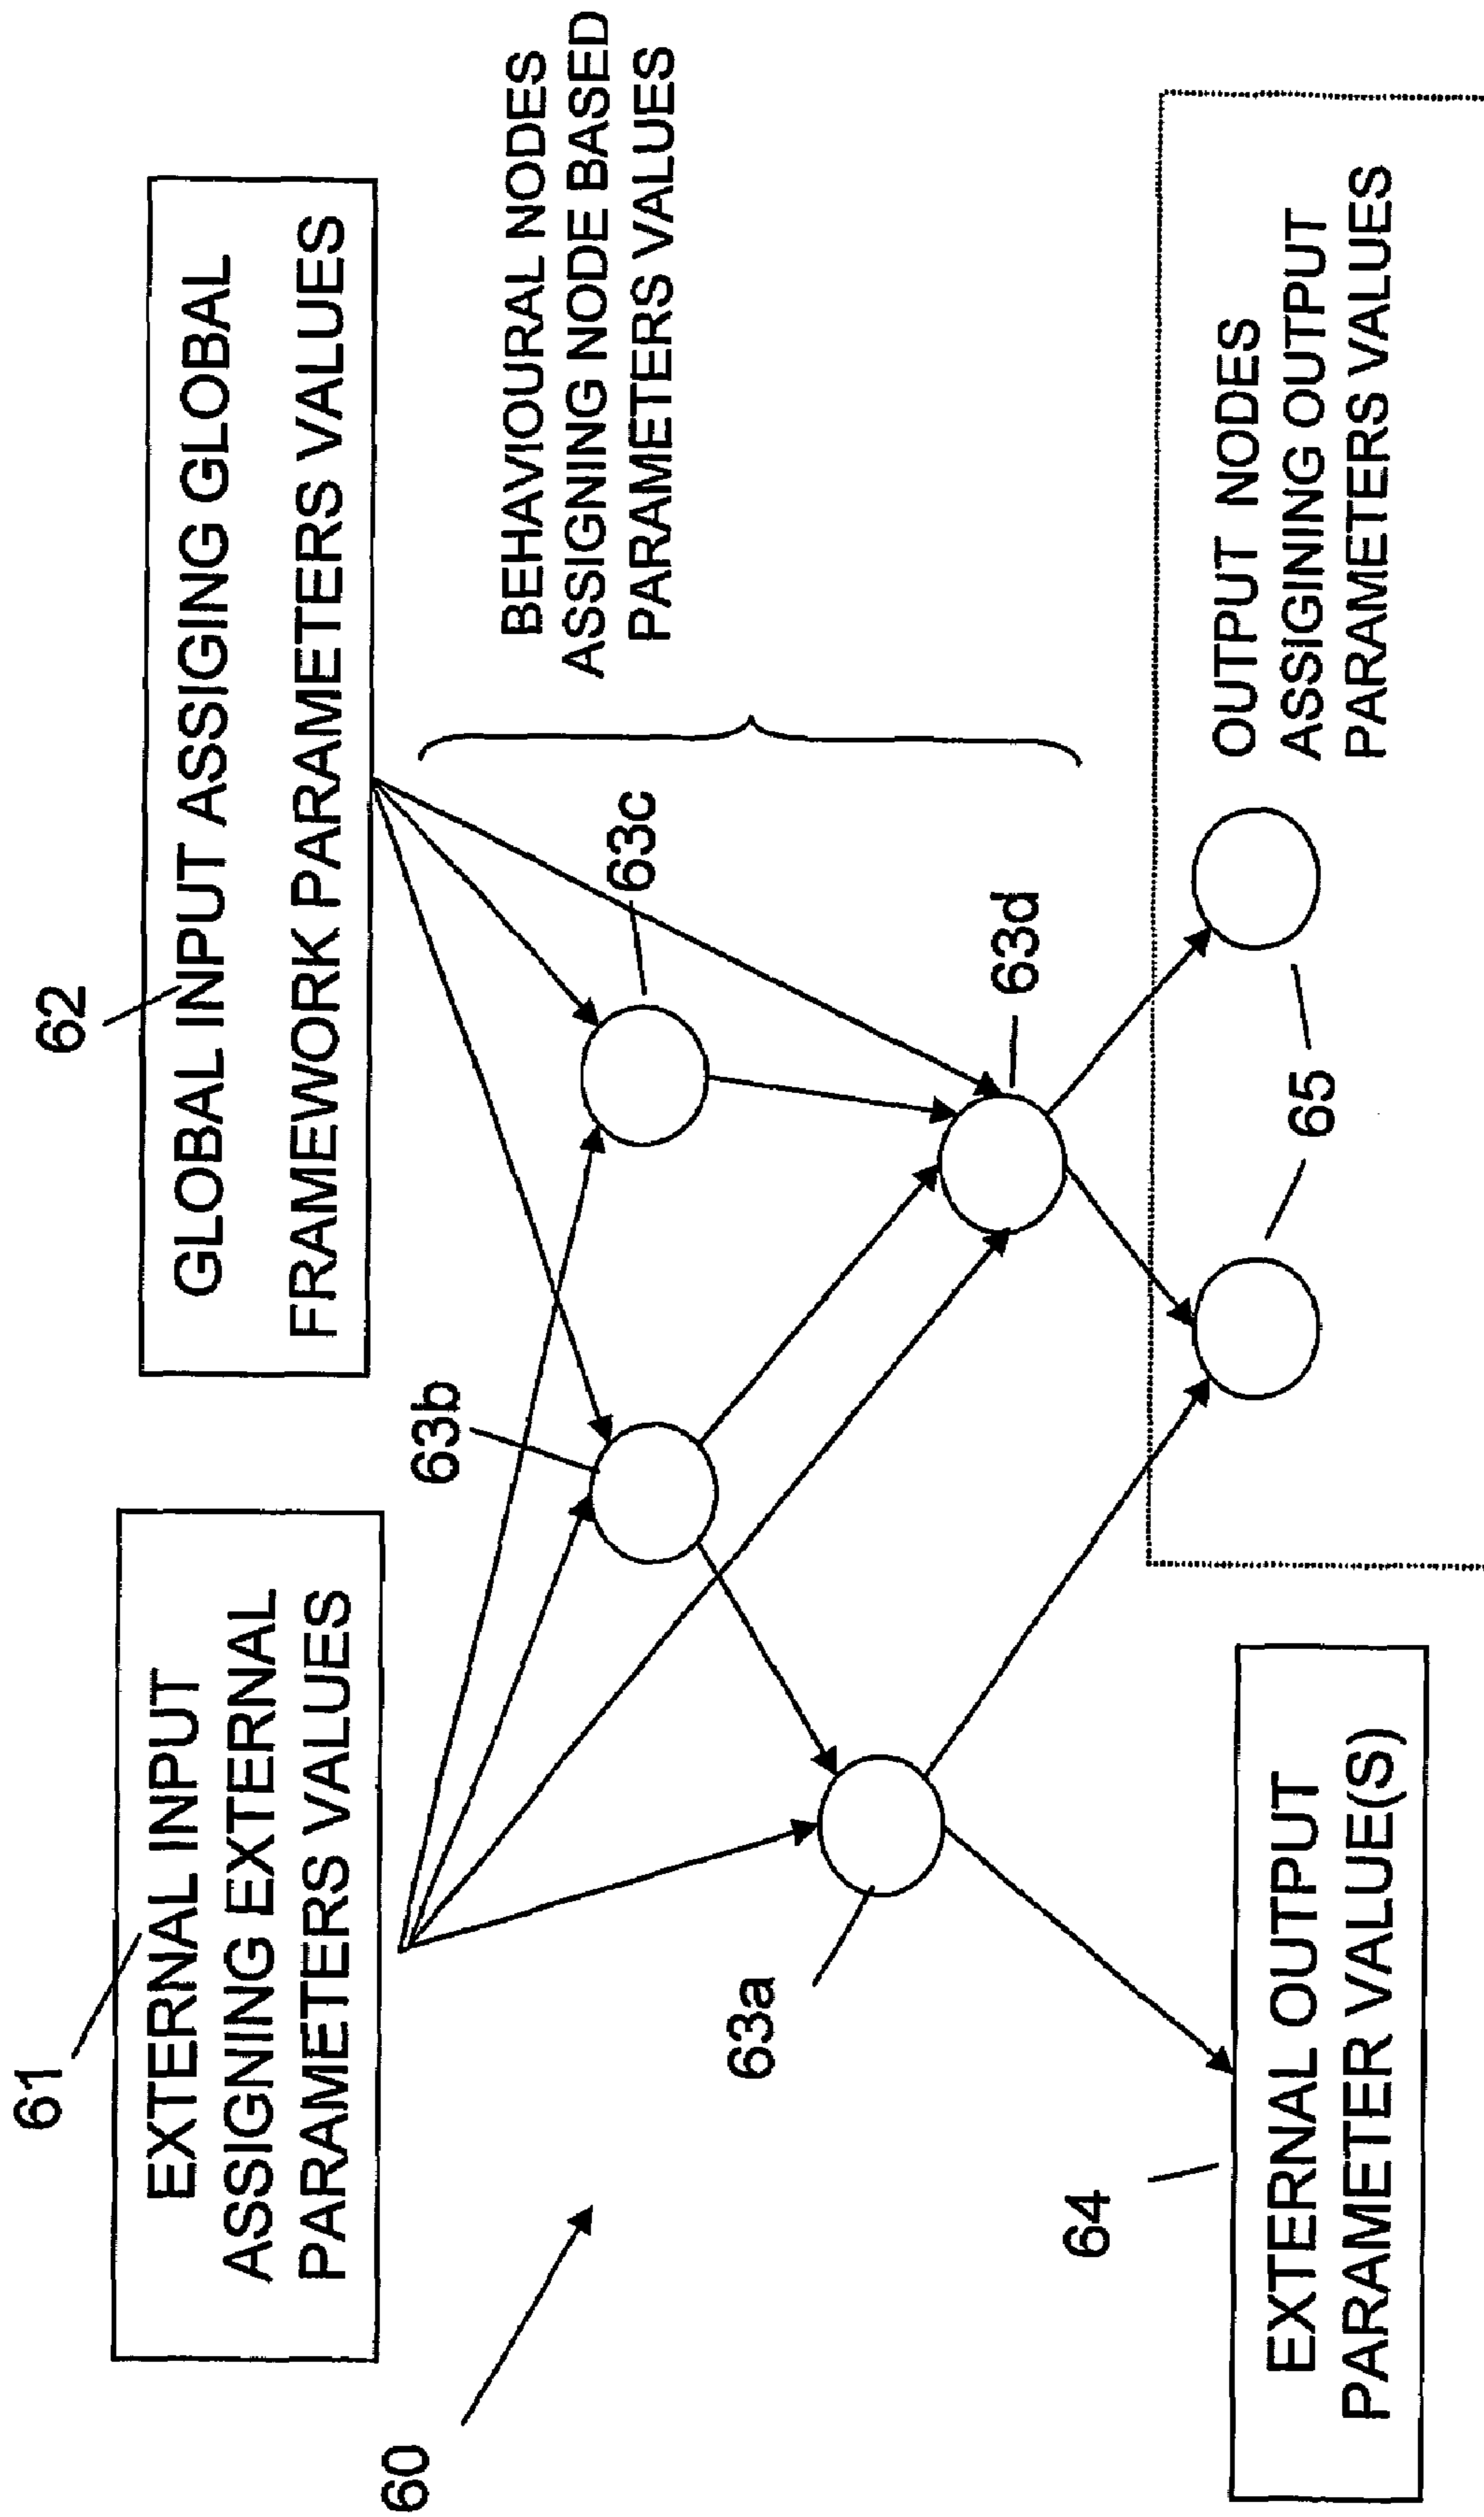 60
61
EXTERNAL INPUT
ASSIGNING EXTERNAL
PARAMETERS VALUES
62
GLOBAL INPUT ASSIGING GLOBAL
FRAMEWORK PARAMETERS VALUES
63b
63c
BEHAVIOURAL NODES
ASSIGNING NODE BASED
PARAMETERS VALUES
63a
63d
64
EXTERNAL OUTPUT
PARAMETER VALUE(S)
65
OUTPUT NODES
ASSIGINING OUTPUT
PARAMETERS VALUES